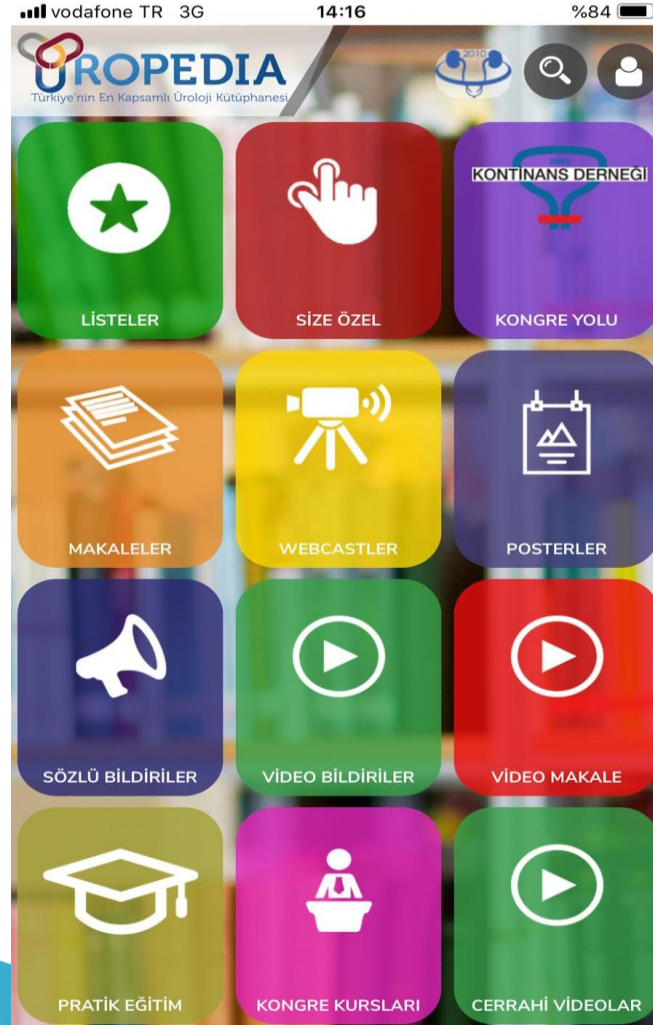 vodafone TR 3G 14:16 %84
ÜROPEDIA
Türkiye'nin En Kapsamlı Üroloji Kütüphanesi
2010
2005
KONTİNANS DERNEĞİ
LİSTELER
SİZE ÖZEL
KONGRE YOLU
MAKALELER
WEBCASTLER
POSTERLER
SÖZLÜ BİLDİRİLER
VİDEO BİLDİRİLER
VİDEO MAKALE
PRATİK EĞİTİM
KONGRE KURSLARI
CERRAHİ VİDEOLAR